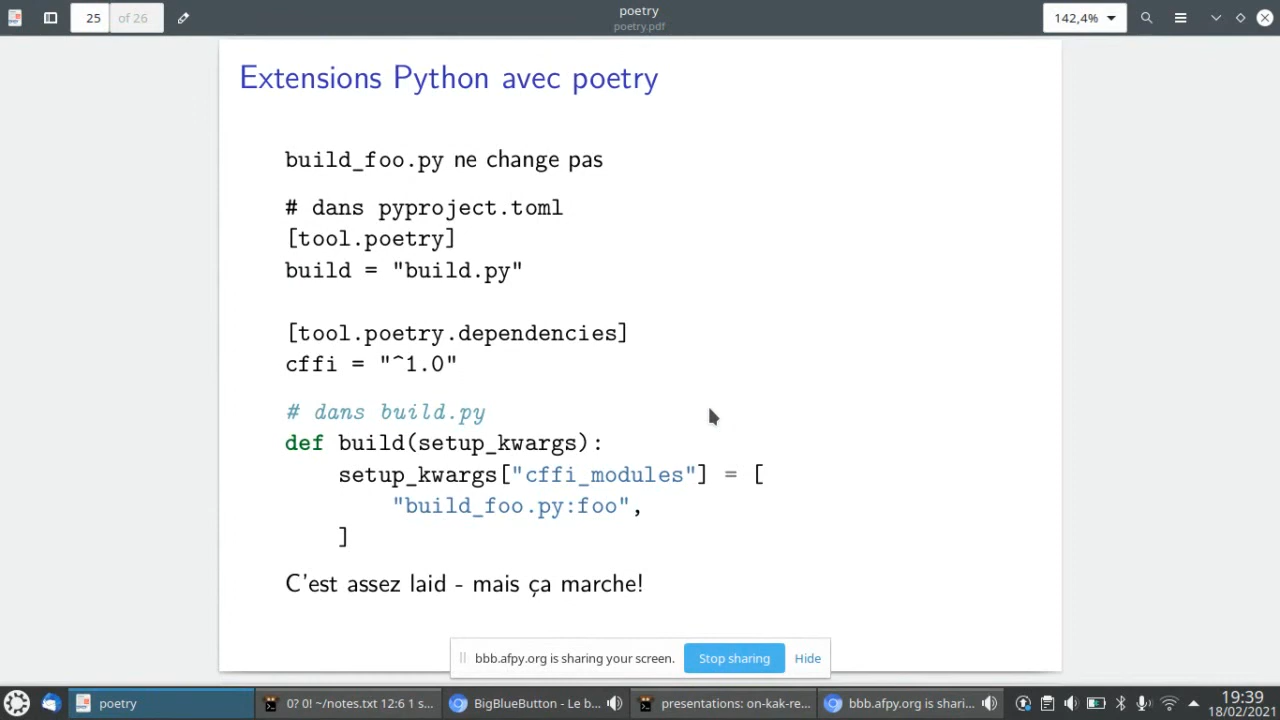 25
of 26
poetry
poetry.pdf
142,4%
Extensions Python avec poetry
build_foo.py ne change pas
# dans pyproject.toml
[tool.poetry]
build = "build.py"
[tool.poetry.dependencies]
cffi = "^1.0"
# dans build.py
def build(setup_kwargs):
setup_kwargs["cffi_modules"] = [
"build_foo.py:foo",
]
C'est assez laid - mais ça marche!
bbb.afpy.org is sharing your screen.
Stop sharing
Hide
poetry
0? 0! ~/notes.txt 12:6 1 s...
BigBlueButton - Le b...
presentations: on-kak-re...
bbb.afpy.org is shari...
19:39
18/02/2021